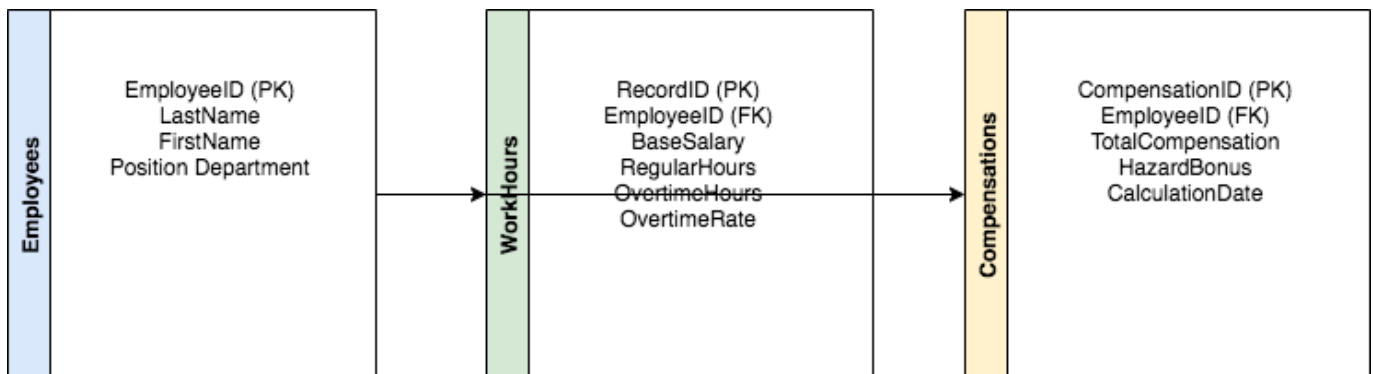 Employees
EmployeeID (PK)
LastName
FirstName
Position Department
WorkHours
RecordID (PK)
EmployeeID (FK)
BaseSalary
RegularHours
OvertimeHours
OvertimeRate
Compensations
CompensationID (PK)
EmployeeID (FK)
TotalCompensation
HazardBonus
CalculationDate